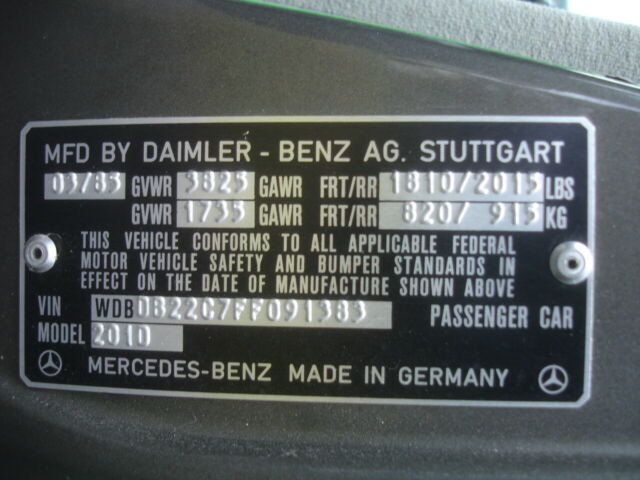 MFD BY DAIMLER - BENZ AG. STUTTGART
03/85 GVWR 3825 GAWR FRT/RR 1810/2015 LBS
GVWR 1735 GAWR FRT/RR 820/ 915 KG
THIS VEHICLE CONFORMS TO ALL APPLICABLE FEDERAL
MOTOR VEHICLE SAFETY AND BUMPER STANDARDS IN
EFFECT ON THE DATE OF MANUFACTURE SHOWN ABOVE
VIN WDBDB22C7FF091383 PASSENGER CAR
MODEL 201D
MERCEDES-BENZ MADE IN GERMANY